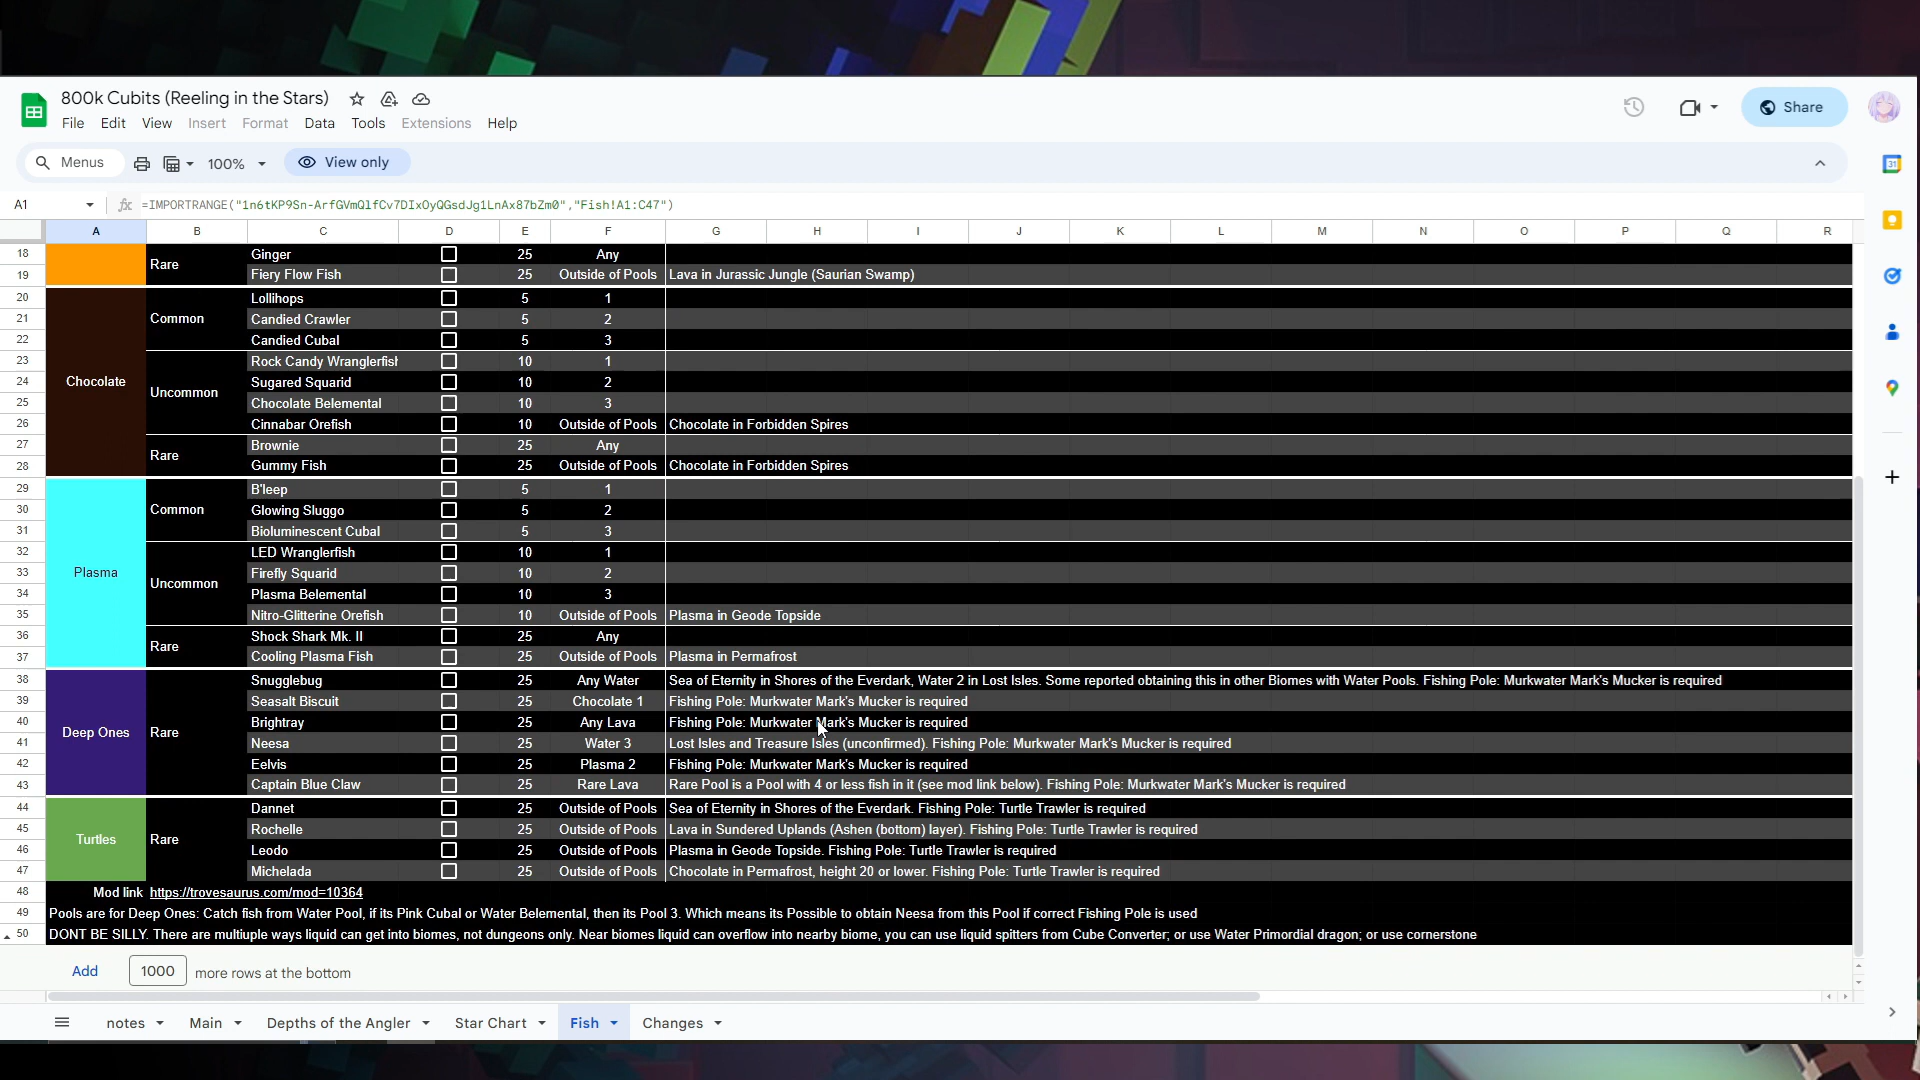 800k Cubits (Reeling in the Stars)
File Edit View Insert Format Data Tools Extensions Help
Share
Menus 100% View only
A1 fx =IMPORTRANGE("1n6tKP9Sn-ArfGVmQlfCv7DIxOyQGsdJg1LnAx87bZm0","Fish!A1:C47")
A B C D E F G H I J K L M N O P Q R
18 Rare Ginger 25 Any
19 Fiery Flow Fish 25 Outside of Pools Lava in Jurassic Jungle (Saurian Swamp)
20 Lollihops 5 1
21 Common Candied Crawler 5 2
22 Candied Cubal 5 3
23 Rock Candy Wranglerfish 10 1
24 Chocolate Uncommon Sugared Squarid 10 2
25 Chocolate Belemental 10 3
26 Cinnabar Orefish 10 Outside of Pools Chocolate in Forbidden Spires
27 Rare Brownie 25 Any
28 Gummy Fish 25 Outside of Pools Chocolate in Forbidden Spires
29 B'leep 5 1
30 Common Glowing Sluggo 5 2
31 Bioluminescent Cubal 5 3
32 LED Wranglerfish 10 1
33 Plasma Uncommon Firefly Squarid 10 2
34 Plasma Belemental 10 3
35 Nitro-Glitterine Orefish 10 Outside of Pools Plasma in Geode Topside
36 Rare Shock Shark Mk. II 25 Any
37 Cooling Plasma Fish 25 Outside of Pools Plasma in Permafrost
38 Snugglebug 25 Any Water Sea of Eternity in Shores of the Everdark, Water 2 in Lost Isles. Some reported obtaining this in other Biomes with Water Pools. Fishing Pole: Murkwater Mark's Mucker is required
39 Seasalt Biscuit 25 Chocolate 1 Fishing Pole: Murkwater Mark's Mucker is required
40 Deep Ones Rare Brightray 25 Any Lava Fishing Pole: Murkwater Mark's Mucker is required
41 Neesa 25 Water 3 Lost Isles and Treasure Isles (unconfirmed). Fishing Pole: Murkwater Mark's Mucker is required
42 Eelvis 25 Plasma 2 Fishing Pole: Murkwater Mark's Mucker is required
43 Captain Blue Claw 25 Rare Lava Rare Pool is a Pool with 4 or less fish in it (see mod link below). Fishing Pole: Murkwater Mark's Mucker is required
44 Dannet 25 Outside of Pools Sea of Eternity in Shores of the Everdark. Fishing Pole: Turtle Trawler is required
45 Turtles Rare Rochelle 25 Outside of Pools Lava in Sundered Uplands (Ashen (bottom) layer). Fishing Pole: Turtle Trawler is required
46 Leodo 25 Outside of Pools Plasma in Geode Topside. Fishing Pole: Turtle Trawler is required
47 Michelada 25 Outside of Pools Chocolate in Permafrost, height 20 or lower. Fishing Pole: Turtle Trawler is required
48 Mod link https://trovesaurus.com/mod=10364
49 Pools are for Deep Ones: Catch fish from Water Pool, if its Pink Cubal or Water Belemental, then its Pool 3. Which means its Possible to obtain Neesa from this Pool if correct Fishing Pole is used
50 DONT BE SILLY. There are multiuple ways liquid can get into biomes, not dungeons only. Near biomes liquid can overflow into nearby biome, you can use liquid spitters from Cube Converter; or use Water Primordial dragon; or use cornerstone
Add 1000 more rows at the bottom
notes Main Depths of the Angler Star Chart Fish Changes
31